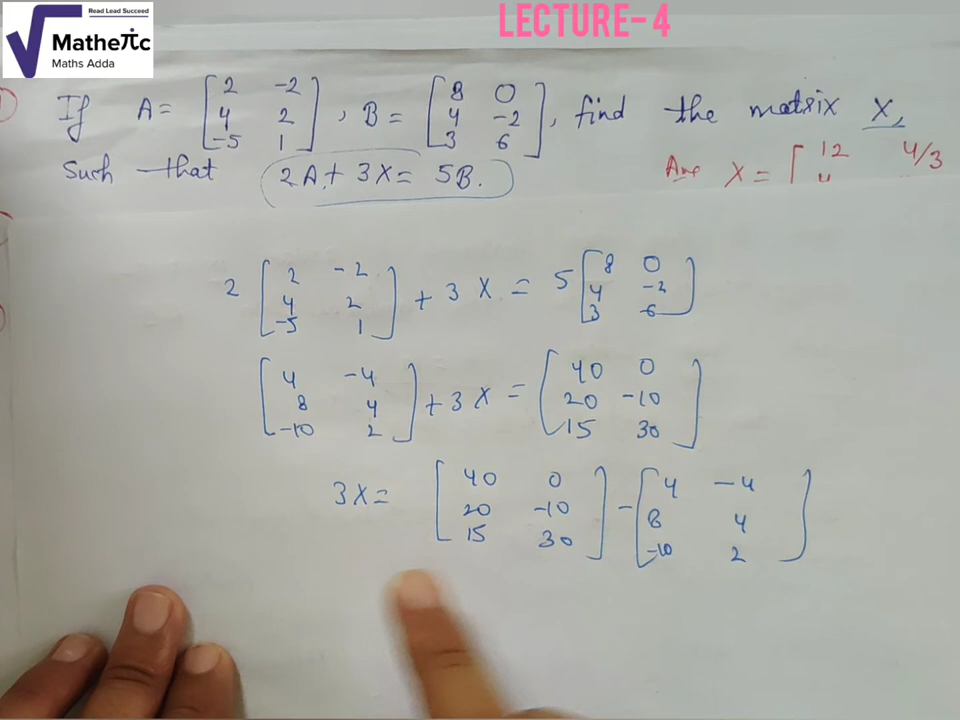 LECTURE-4
Read Lead Succeed
Matheπc
Maths Adda
If A = [2 -2 , B = [8 0 , find the matrix X,
4 2 4 -2
-5 1] 3 6]
Such that 2A + 3X = 5B. Ans X = [12 4/3
2 [2 -2 + 3X = 5 [8 0
4 2 4 -2
-5 1] 3 6]
[4 -4 + 3X = [40 0
8 4 20 -10
-10 2] 15 30]
3X = [40 0 - [4 -4
20 -10 8 4
15 30] -10 2]